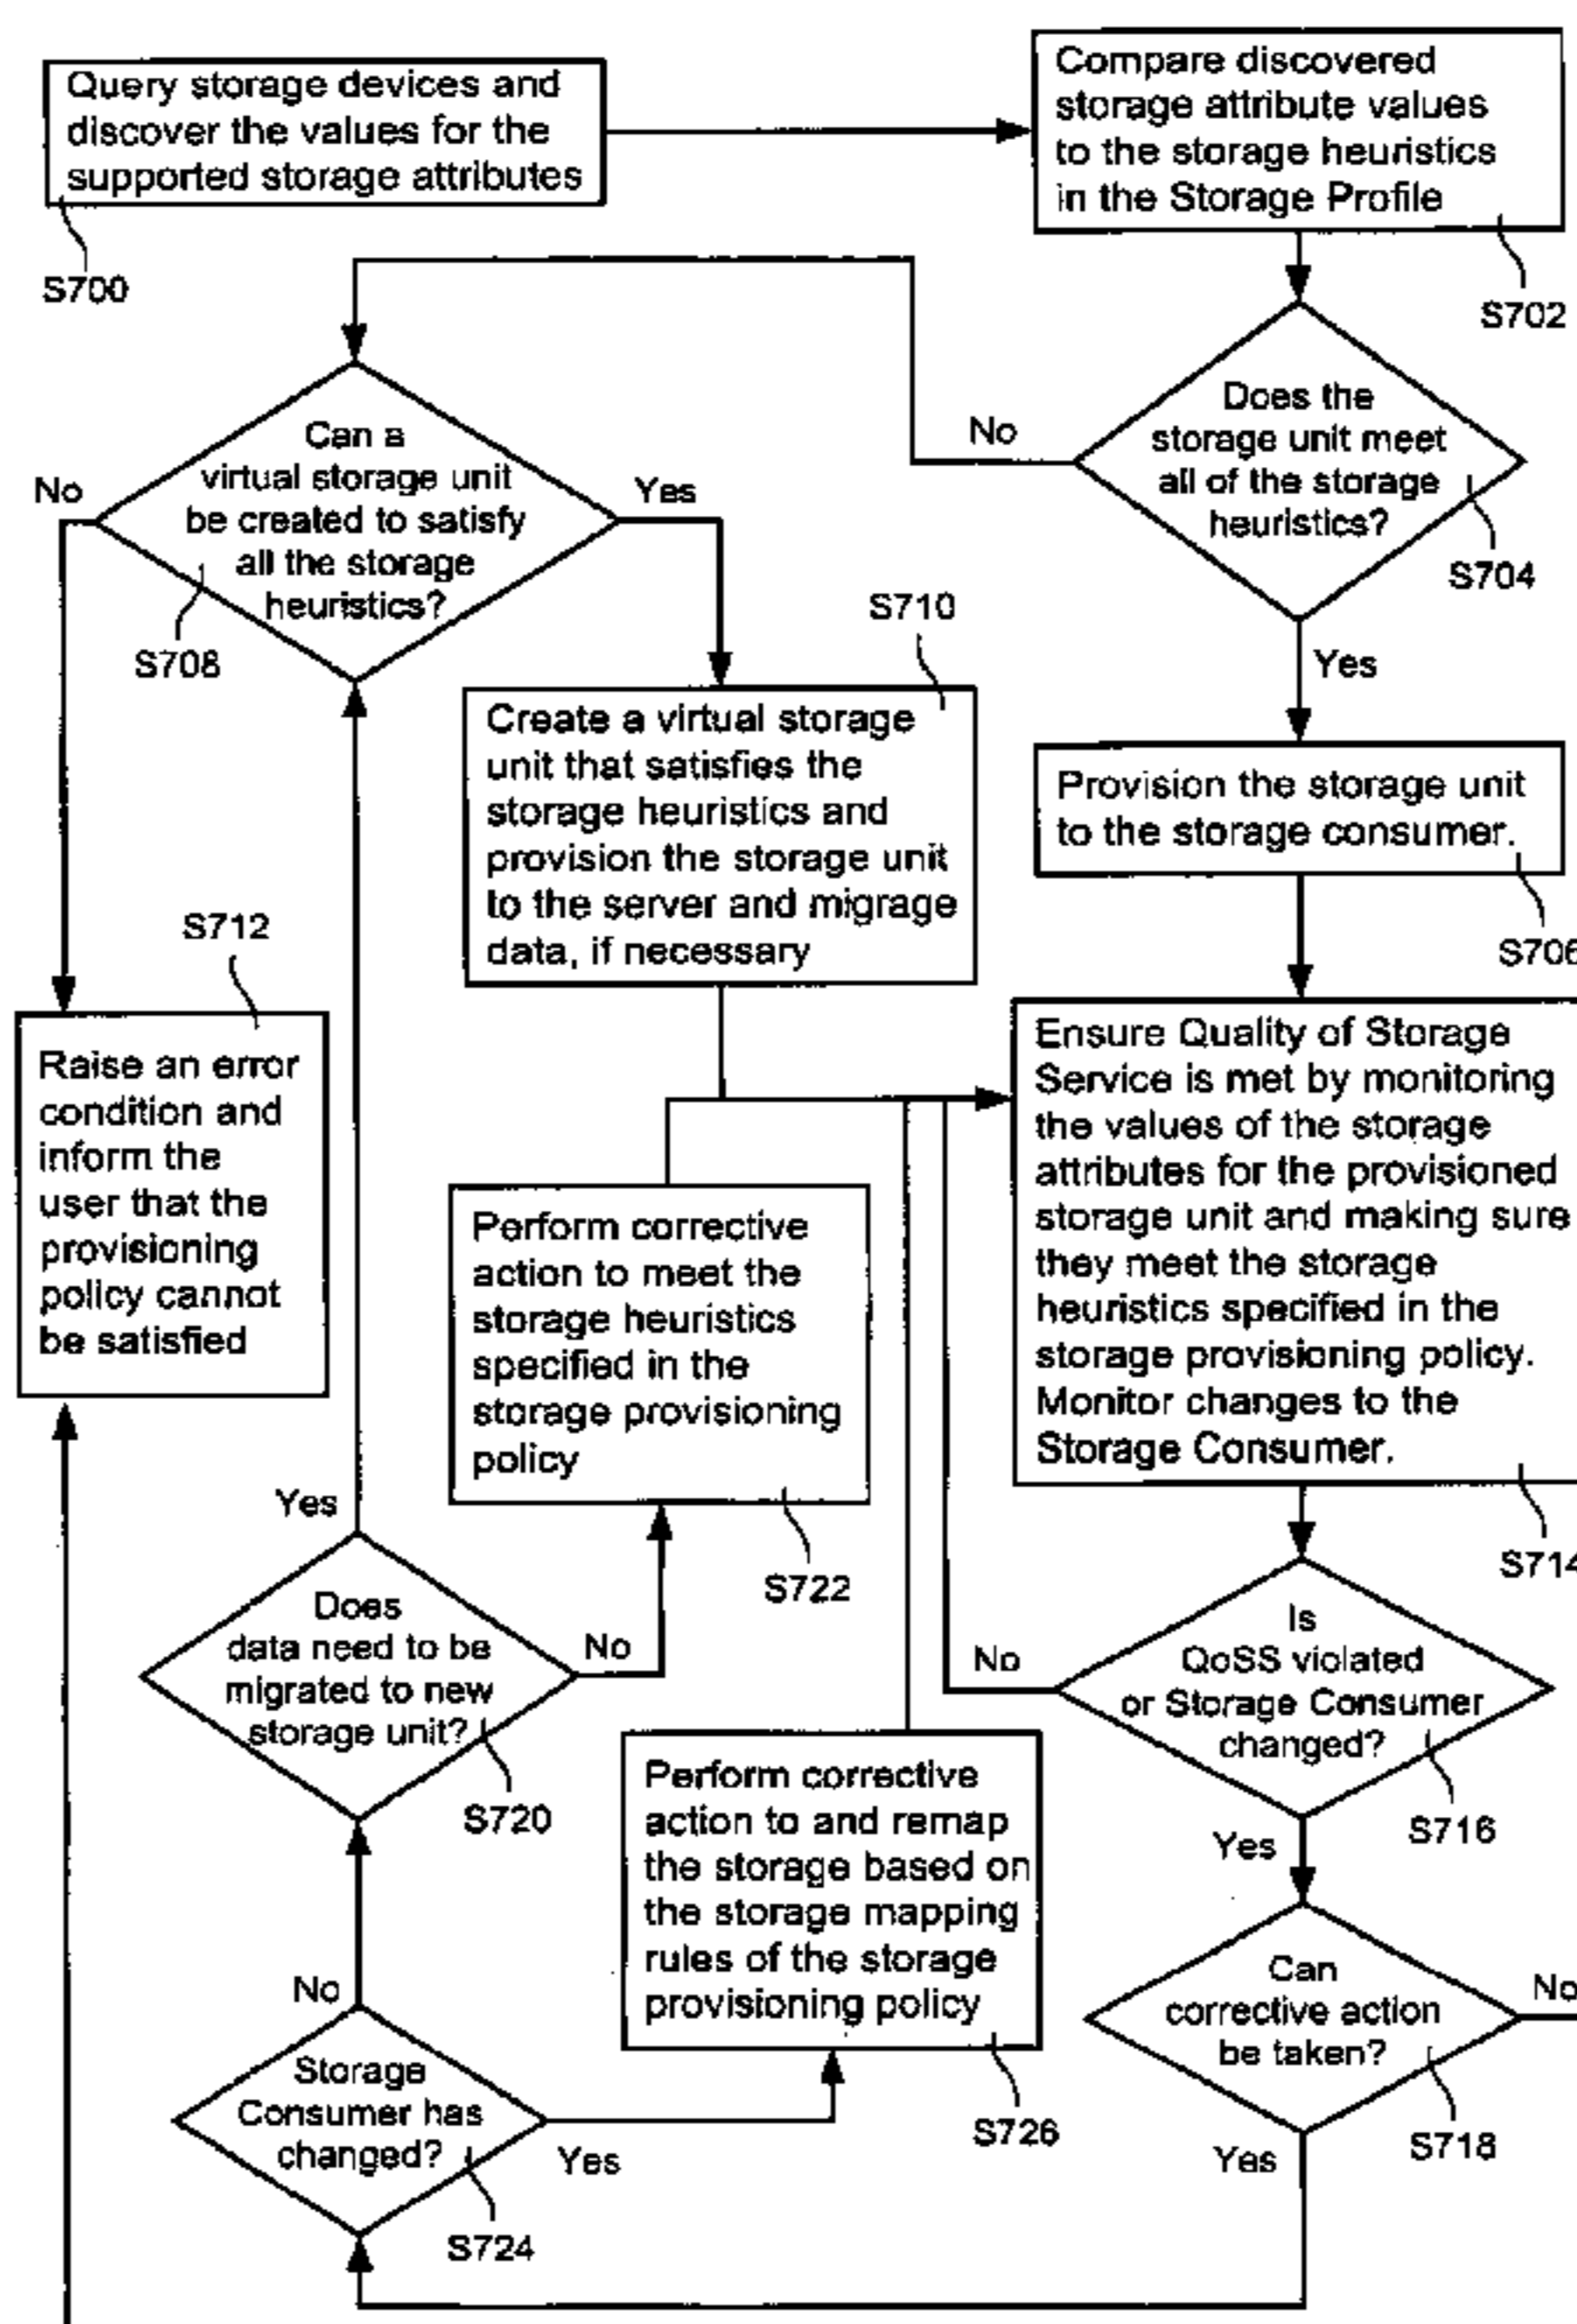 Query storage devices and
discover the values for the
supported storage attributes
S700
Compare discovered
storage attribute values
to the storage heuristics
in the Storage Profile
S702
Does the
storage unit meet
all of the storage
heuristics?
S704
No
Yes
Can a
virtual storage unit
be created to satisfy
all the storage
heuristics?
S708
No
Yes
S710
Create a virtual storage
unit that satisfies the
storage heuristics and
provision the storage unit
to the server and migrage
data, if necessary
Provision the storage unit
to the storage consumer.
S706
S712
Raise an error
condition and
inform the
user that the
provisioning
policy cannot
be satisfied
Ensure Quality of Storage
Service is met by monitoring
the values of the storage
attributes for the provisioned
storage unit and making sure
they meet the storage
heuristics specified in the
storage provisioning policy.
Monitor changes to the
Storage Consumer.
S714
Perform corrective
action to meet the
storage heuristics
specified in the
storage provisioning
policy
S722
Yes
Does
data need to be
migrated to new
storage unit?
S720
No
Is
QoSS violated
or Storage Consumer
changed?
S716
No
Yes
Perform corrective
action to and remap
the storage based on
the storage mapping
rules of the storage
provisioning policy
S726
Can
corrective action
be taken?
S718
No
Yes
No
Storage
Consumer has
changed?
S724
Yes